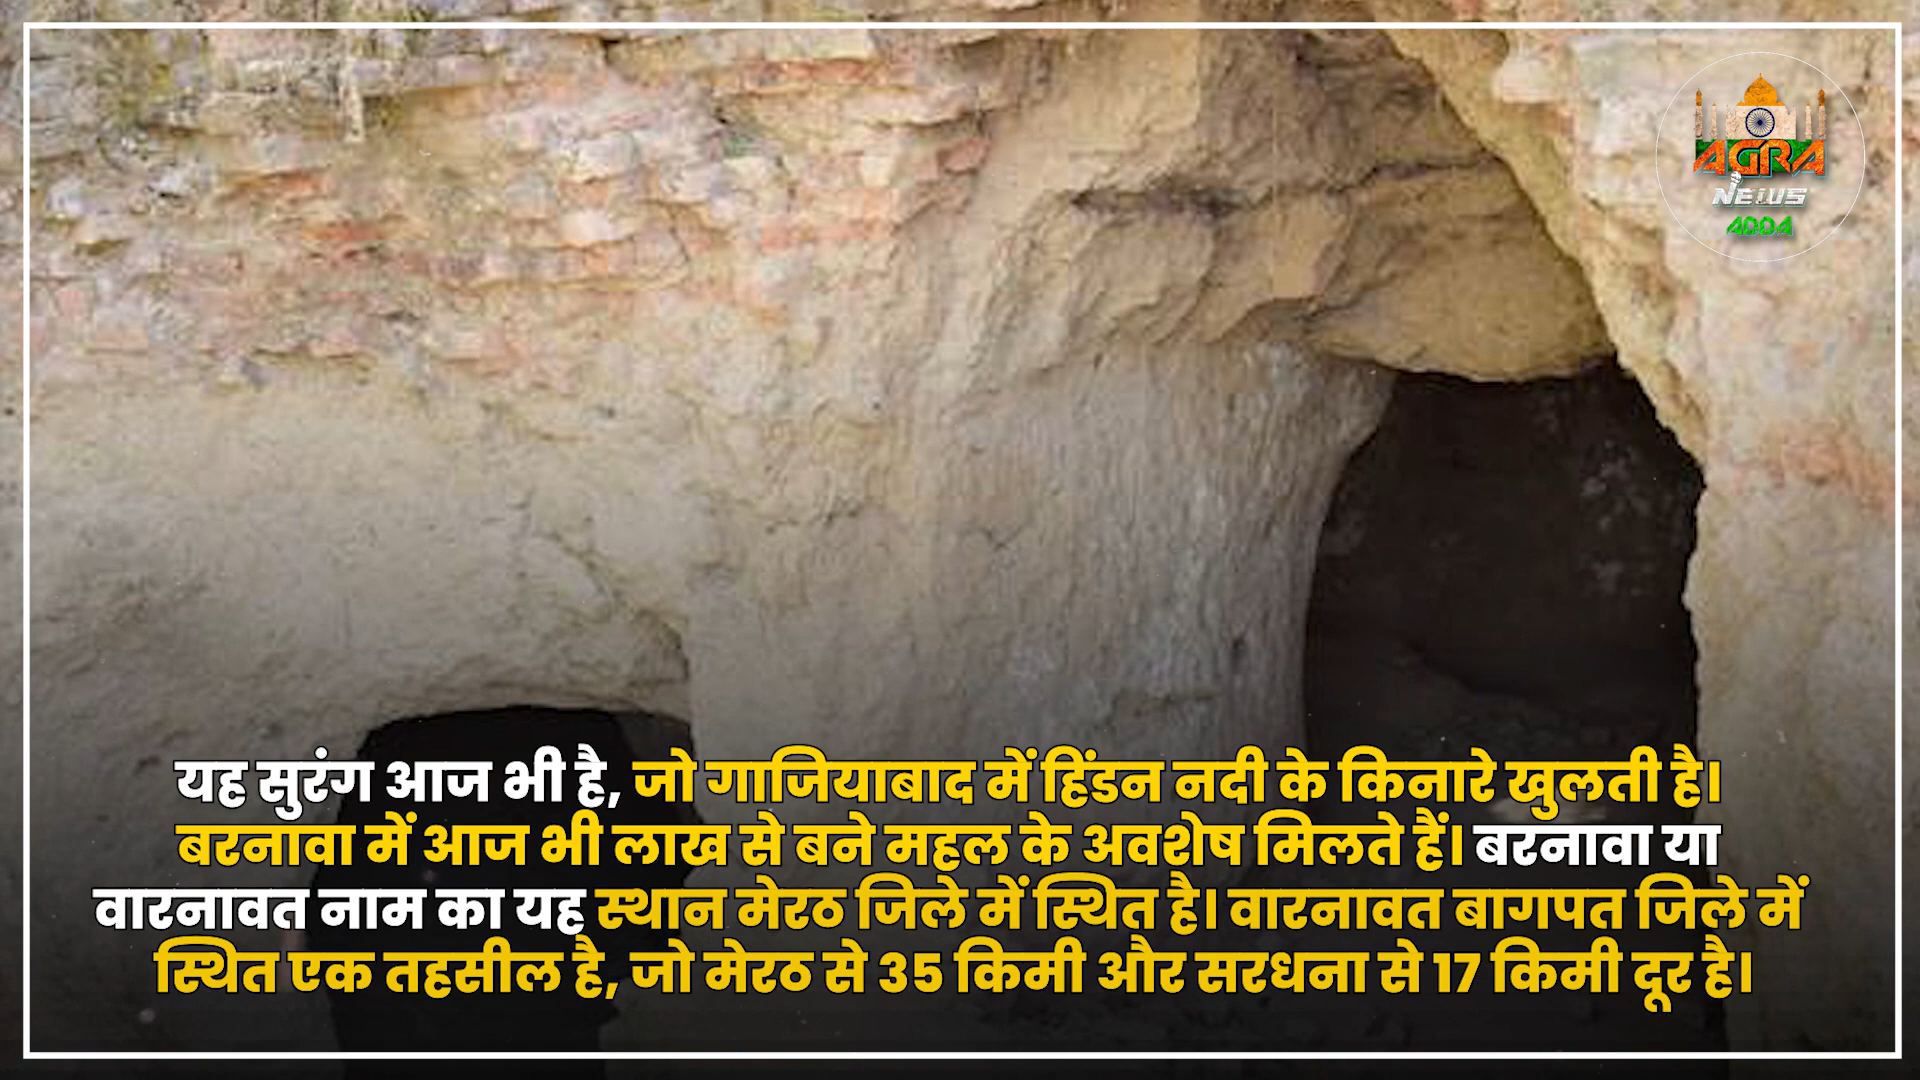 AGRA
NEWS
ADDA
यह सुरंग आज भी है, जो गाजियाबाद में हिंडन नदी के किनारे खुलती है।
बरनावा में आज भी लाख से बने महल के अवशेष मिलते हैं। बरनावा या
वारनावत नाम का यह स्थान मेरठ जिले में स्थित है। वारनावत बागपत जिले में
स्थित एक तहसील है, जो मेरठ से 35 किमी और सरधना से 17 किमी दूर है।